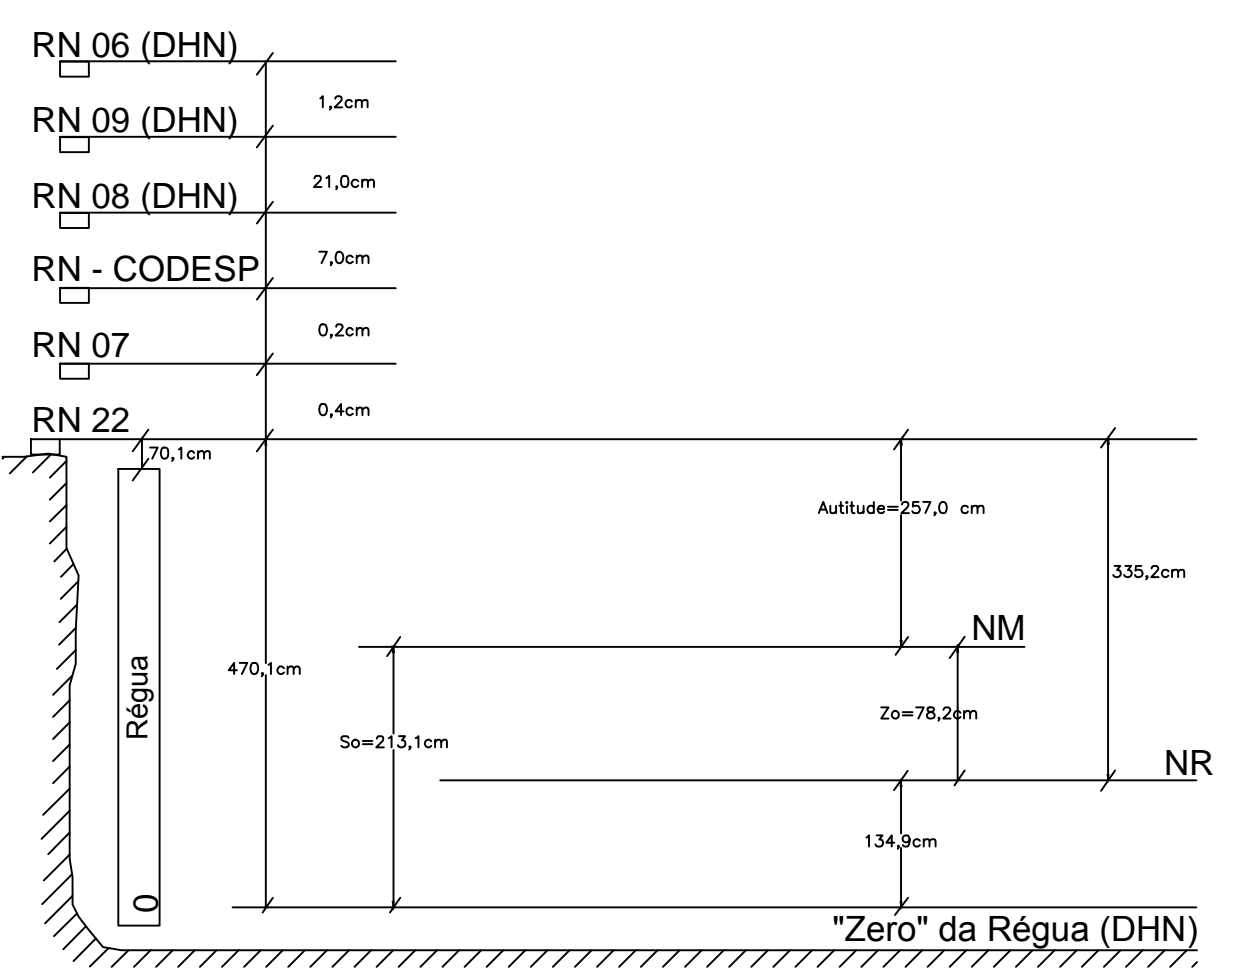 RN 06 (DHN)
1,2cm
RN 09 (DHN)
21,0cm
RN 08 (DHN)
7,0cm
RN - CODESP
0,2cm
RN 07
0,4cm
RN 22
70,1cm
Autitude=257,0 cm
335,2cm
NM
470,1cm
Régua
Zo=78,2cm
So=213,1cm
NR
134,9cm
0
"Zero" da Régua (DHN)